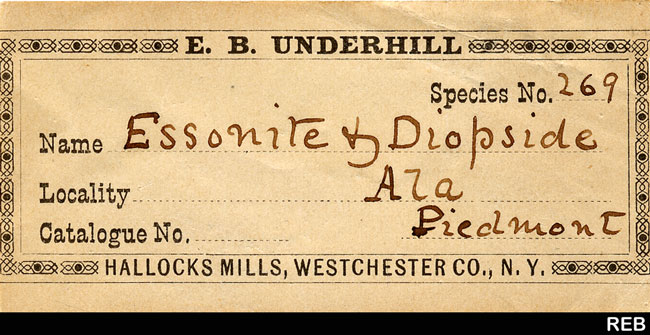 E. B. UNDERHILL
Species No. 269
Name Essonite & Diopside
Locality Ala
Catalogue No. Piedmont
HALLOCKS MILLS, WESTCHESTER CO., N. Y.
REB